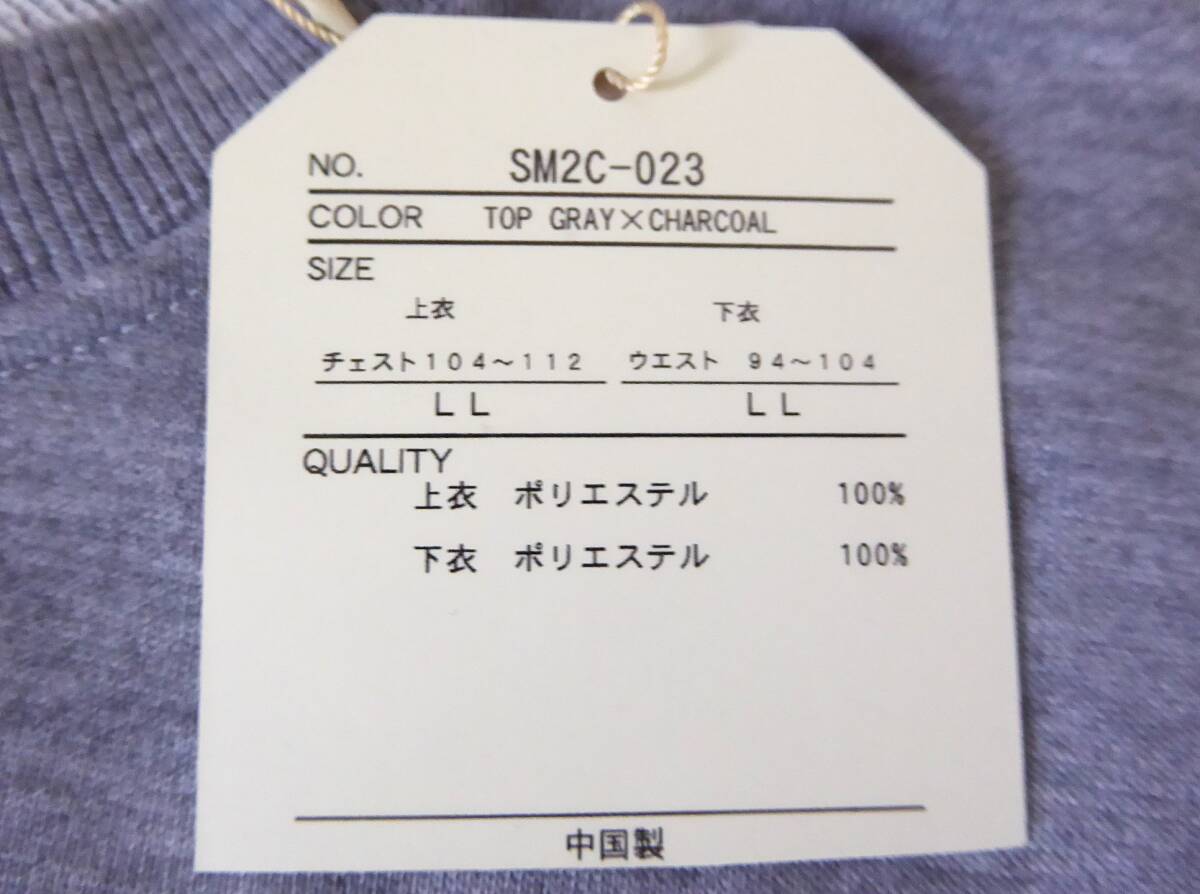 NO. SM2C-023
COLOR TOP GRAY×CHARCOAL
SIZE
上衣 下衣
チェスト104～112 ウエスト 94～104
LL LL
QUALITY
上衣 ポリエステル 100%
下衣 ポリエステル 100%
中国製